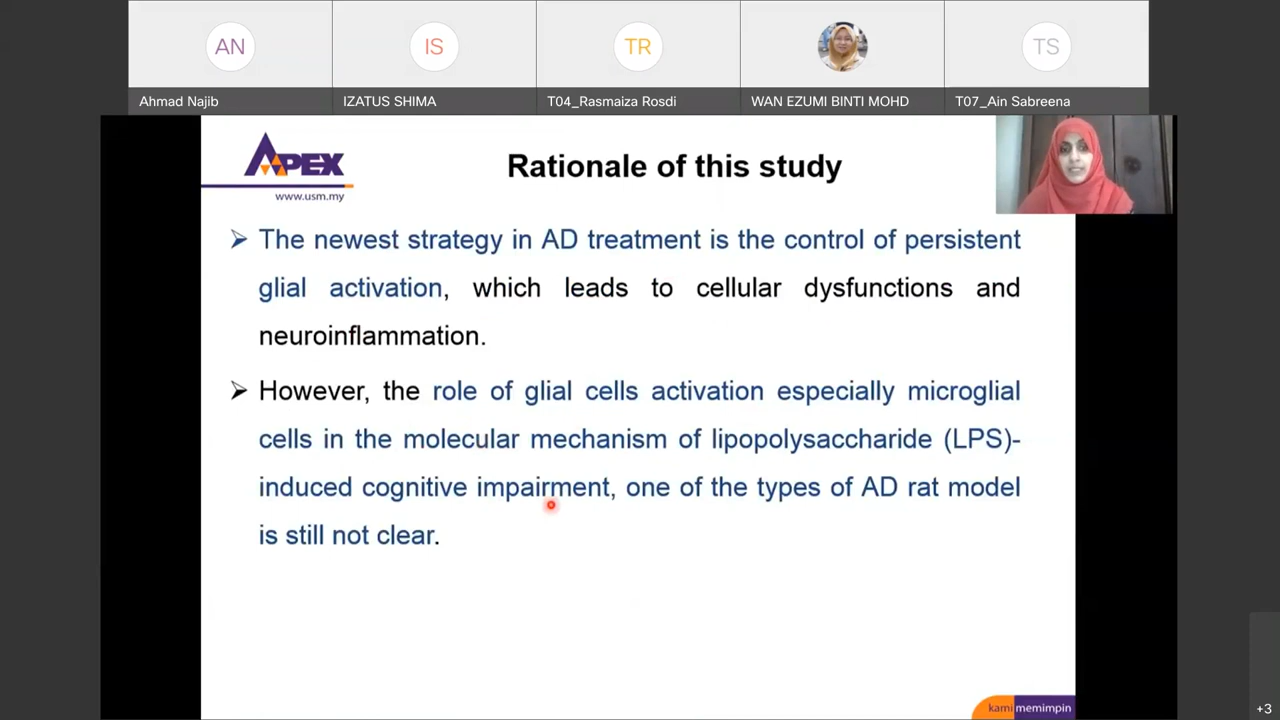 AN
IS
TR
TS
Ahmad Najib
IZATUS SHIMA
T04_Rasmaiza Rosdi
WAN EZUMI BINTI MOHD
T07_Ain Sabreena
APEX
www.usm.my
Rationale of this study
The newest strategy in AD treatment is the control of persistent
glial activation, which leads to cellular dysfunctions and
neuroinflammation.
However, the role of glial cells activation especially microglial
cells in the molecular mechanism of lipopolysaccharide (LPS)-
induced cognitive impairment, one of the types of AD rat model
is still not clear.
kami memimpin
+3